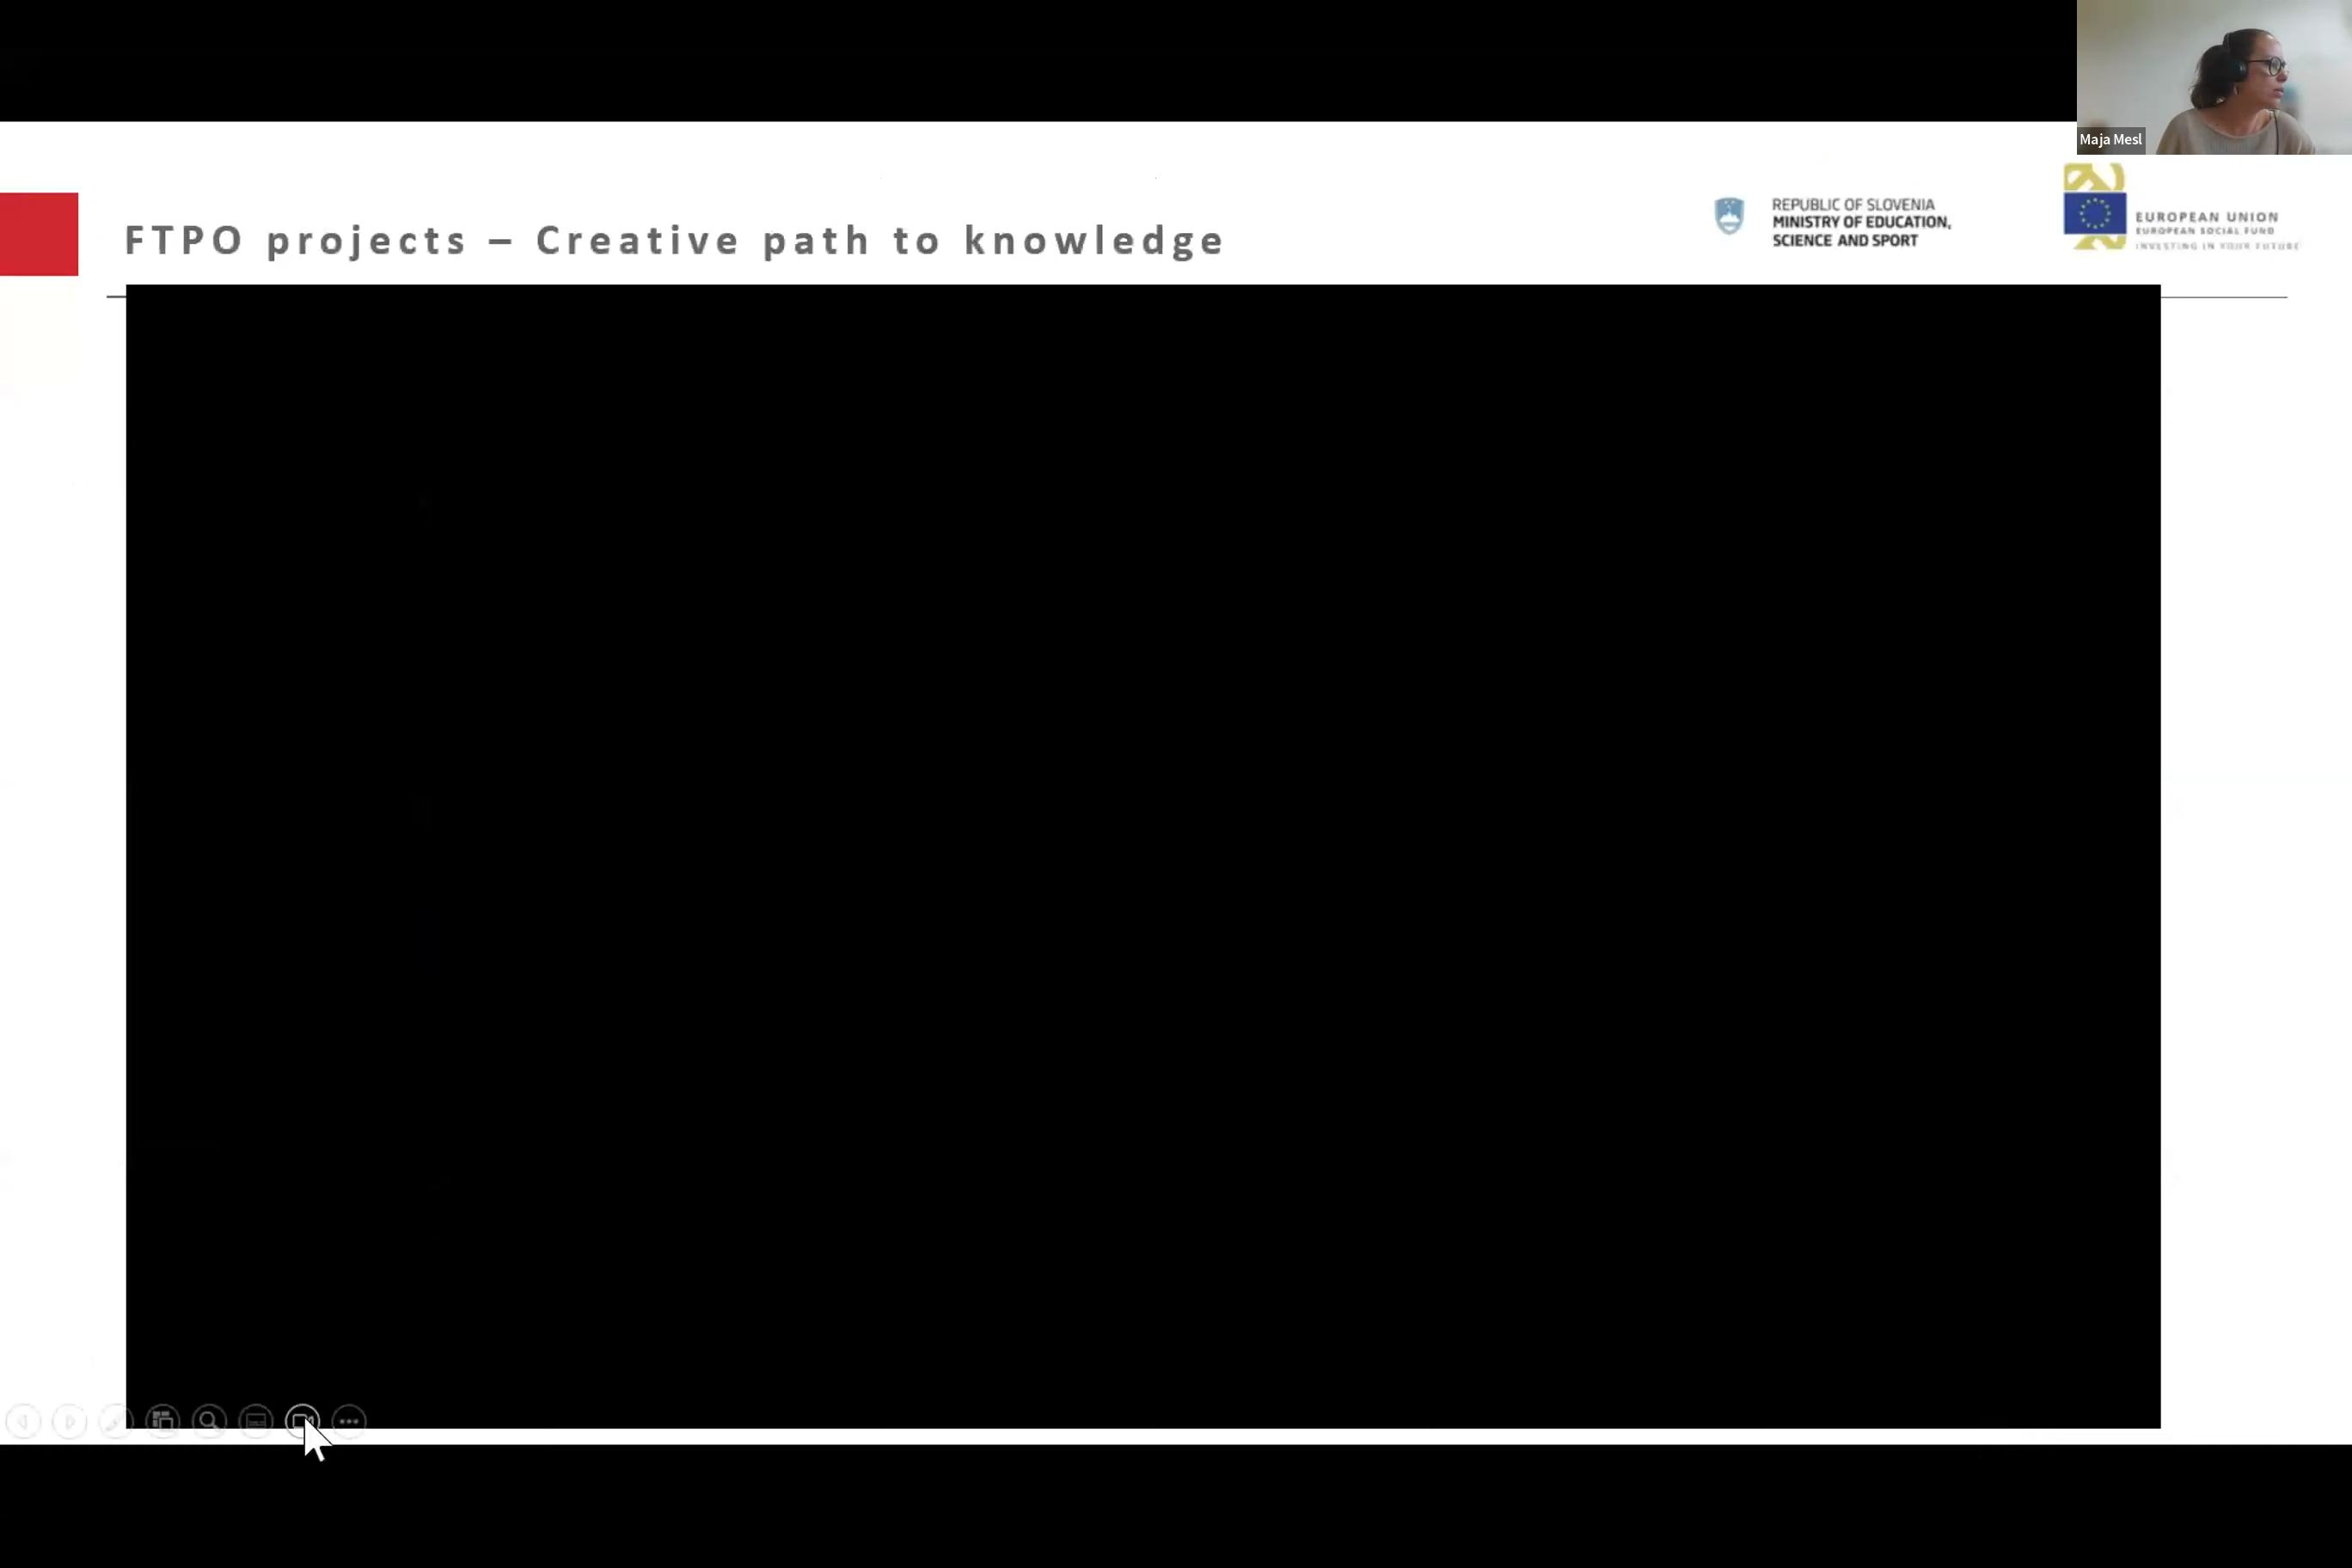 Maja Mesl
FTPO projects – Creative path to knowledge
REPUBLIC OF SLOVENIA
MINISTRY OF EDUCATION,
SCIENCE AND SPORT
EUROPEAN UNION
EUROPEAN SOCIAL FUND
INVESTING IN YOUR FUTURE